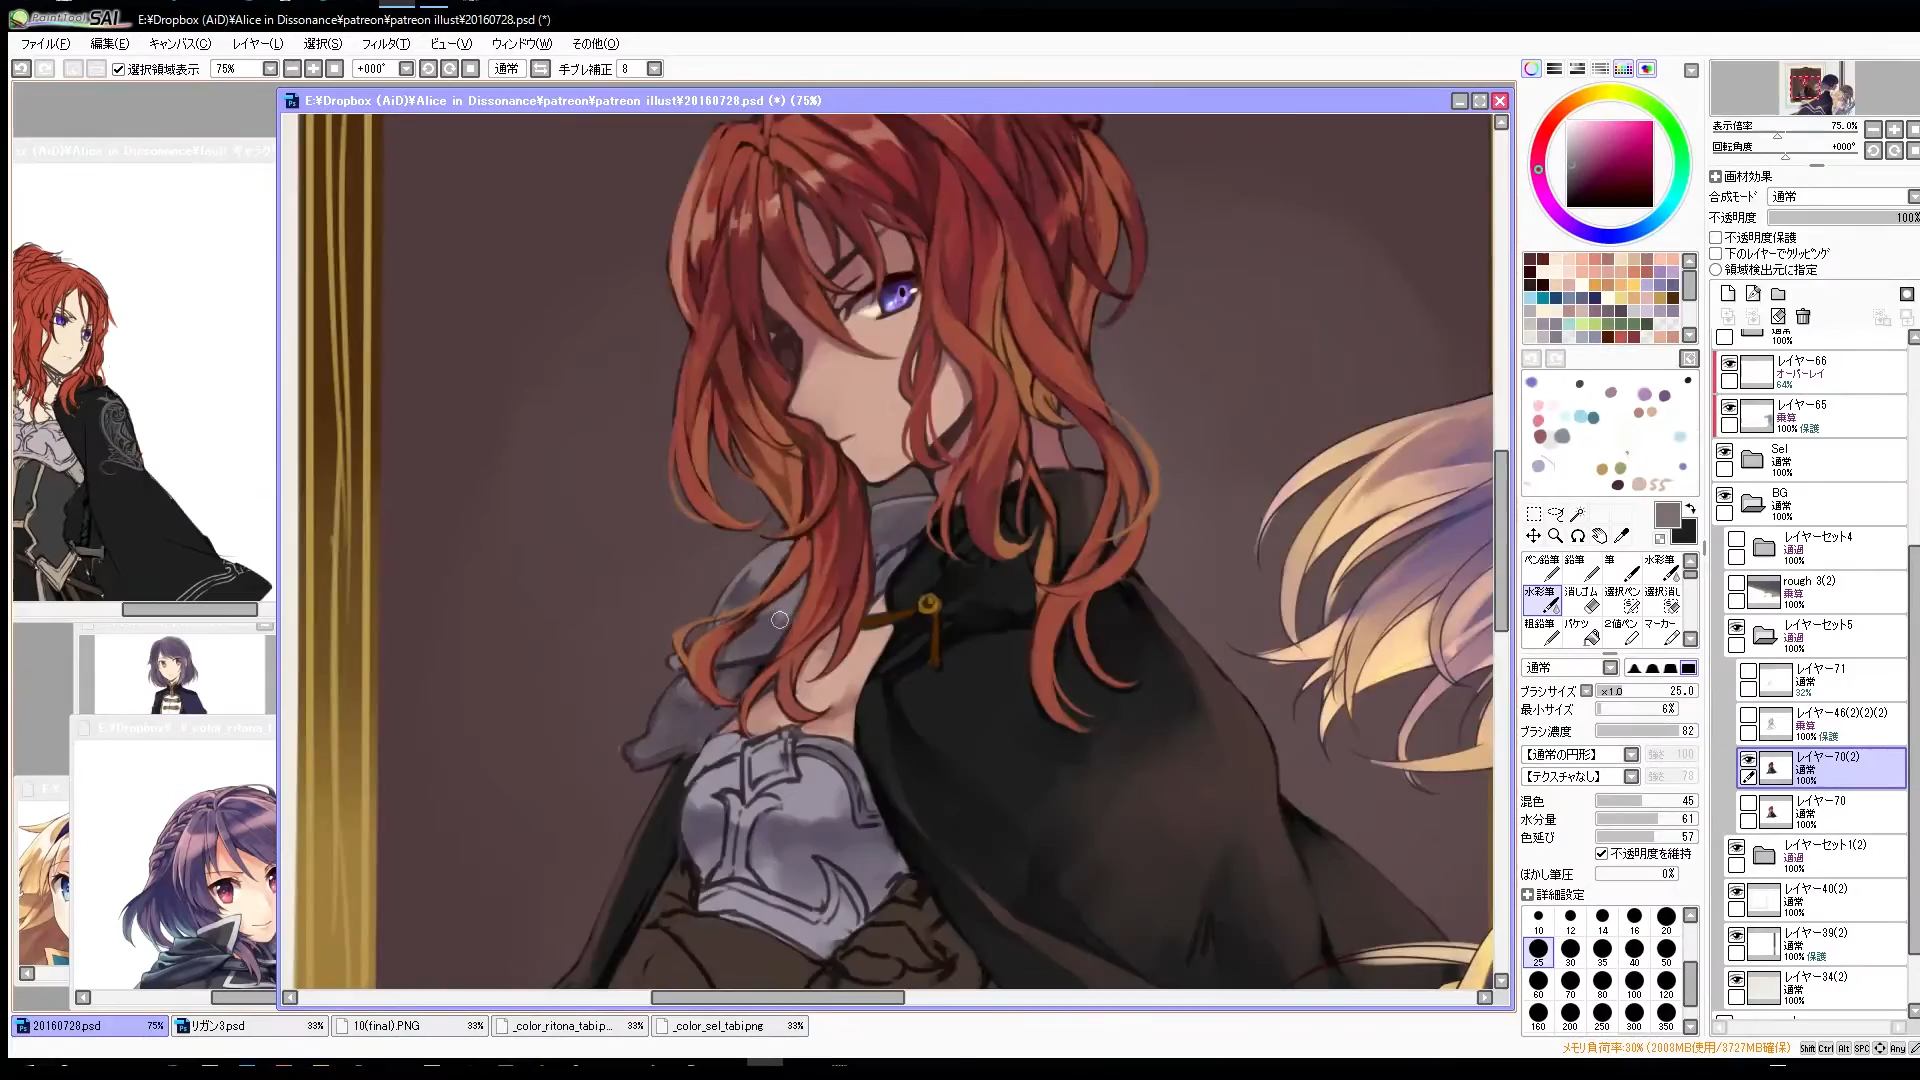 PaintTool SAI E:¥Dropbox (AiD)¥Alice in Dissonance¥patreon¥patreon illust¥20160728.psd (*)
ファイル(F) 編集(E) キャンバス(C) レイヤー(L) 選択(S) フィルタ(T) ビュー(V) ウィンドウ(W) その他(O)
選択領域表示 75% +000° 通常 手ブレ補正 8
E:¥Dropbox (AiD)¥Alice in Dissonance¥patreon¥patreon illust¥20160728.psd (*) (75%)
表示倍率 75.0%
回転角度 +000°
画材効果
合成モード 通常
不透明度 100%
不透明度保護
下のレイヤーでクリッピング
領域検出元に指定
100%
レイヤー66
オーバーレイ
64%
レイヤー65
乗算
100% 保護
Sel
通常
100%
BG
通常
100%
レイヤーセット4
通過
100%
rough 3(2)
乗算
100%
レイヤーセット5
通過
100%
レイヤー71
通常
32%
レイヤー46(2)(2)(2)
乗算
100% 保護
レイヤー70(2)
通常
100%
レイヤー70
通常
100%
レイヤーセット1(2)
通過
100%
レイヤー40(2)
通常
100%
レイヤー39(2)
通常
100% 保護
レイヤー34(2)
通常
100%
ペン鉛筆 鉛筆 筆 水彩筆
水彩筆 消しゴム 選択ペン 選択消し
粗鉛筆 バケツ 2値ペン マーカー
通常
ブラシサイズ x1.0 25.0
最小サイズ 6%
ブラシ濃度 82
【通常の円形】 強さ 100
【テクスチャなし】 強さ 78
混色 45
水分量 61
色延び 57
不透明度を維持
ぼかし筆圧 0%
詳細設定
10 12 14 16 20
25 30 35 40 50
60 70 80 100 120
160 200 250 300 350
20160728.psd 75% リガン3.psd 33% 10(final).PNG 33% _color_ritona_tabi.p... 33% _color_sel_tabi.png 33%
メモリ負荷率:30% (2008MB使用/3727MB確保) Shift Ctrl Alt SPC Any